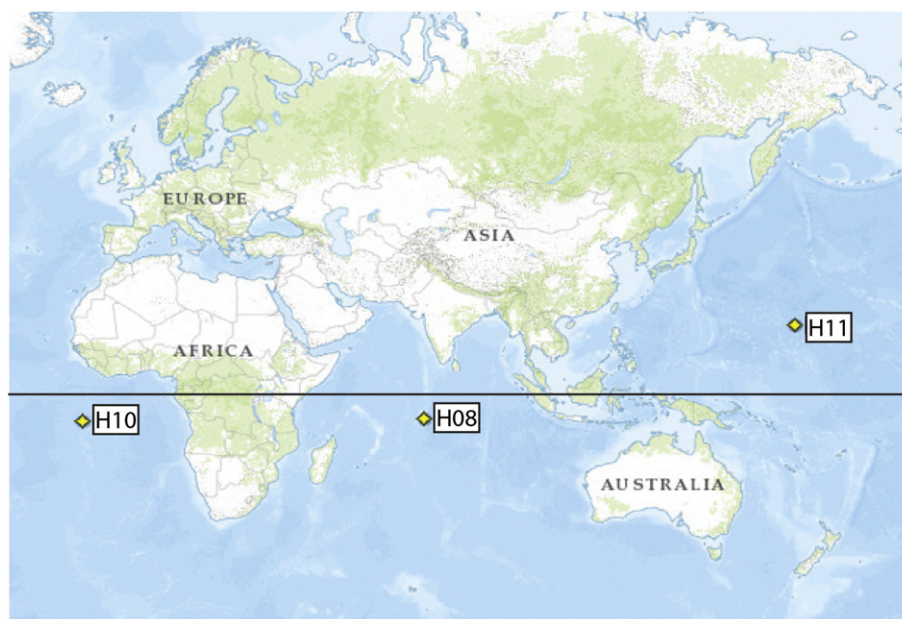 EUROPE
ASIA
H11
AFRICA
H10
H08
AUSTRALIA